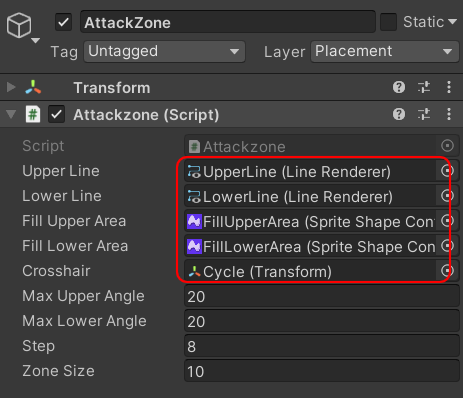 AttackZone Static
Tag Untagged Layer Placement
Transform
Attackzone (Script)
Script Attackzone
Upper Line UpperLine (Line Renderer)
Lower Line LowerLine (Line Renderer)
Fill Upper Area FillUpperArea (Sprite Shape Con
Fill Lower Area FillLowerArea (Sprite Shape Con
Crosshair Cycle (Transform)
Max Upper Angle 20
Max Lower Angle 20
Step 8
Zone Size 10